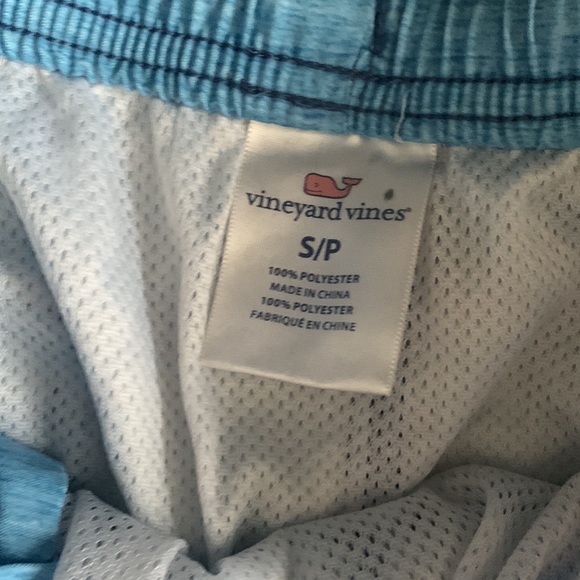 vineyard vines®
S/P
100% POLYESTER
MADE IN CHINA
100% POLYESTER
FABRIQUÉ EN CHINE